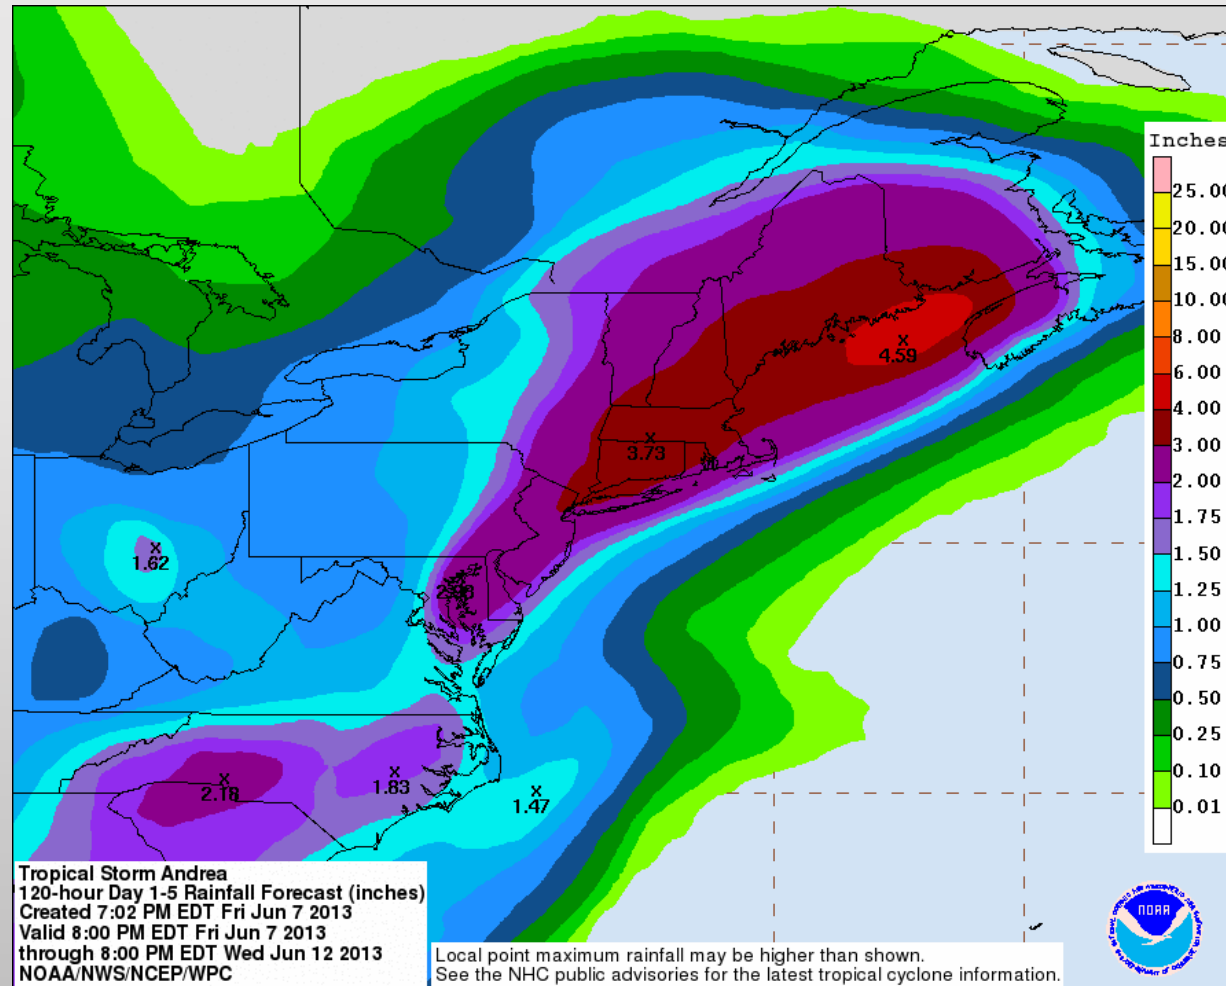 Inches
25.00
20.00
15.00
10.00
8.00
6.00
4.00
3.00
2.00
1.75
1.50
1.25
1.00
0.75
0.50
0.25
0.10
0.01
4.59
3.73
1.62
2.18
1.83
1.47
Tropical Storm Andrea
120-hour Day 1-5 Rainfall Forecast (inches)
Created 7:02 PM EDT Fri Jun 7 2013
Valid 8:00 PM EDT Fri Jun 7 2013
through 8:00 PM EDT Wed Jun 12 2013
NOAA/NWS/NCEP/WPC
Local point maximum rainfall may be higher than shown.
See the NHC public advisories for the latest tropical cyclone information.
NOAA